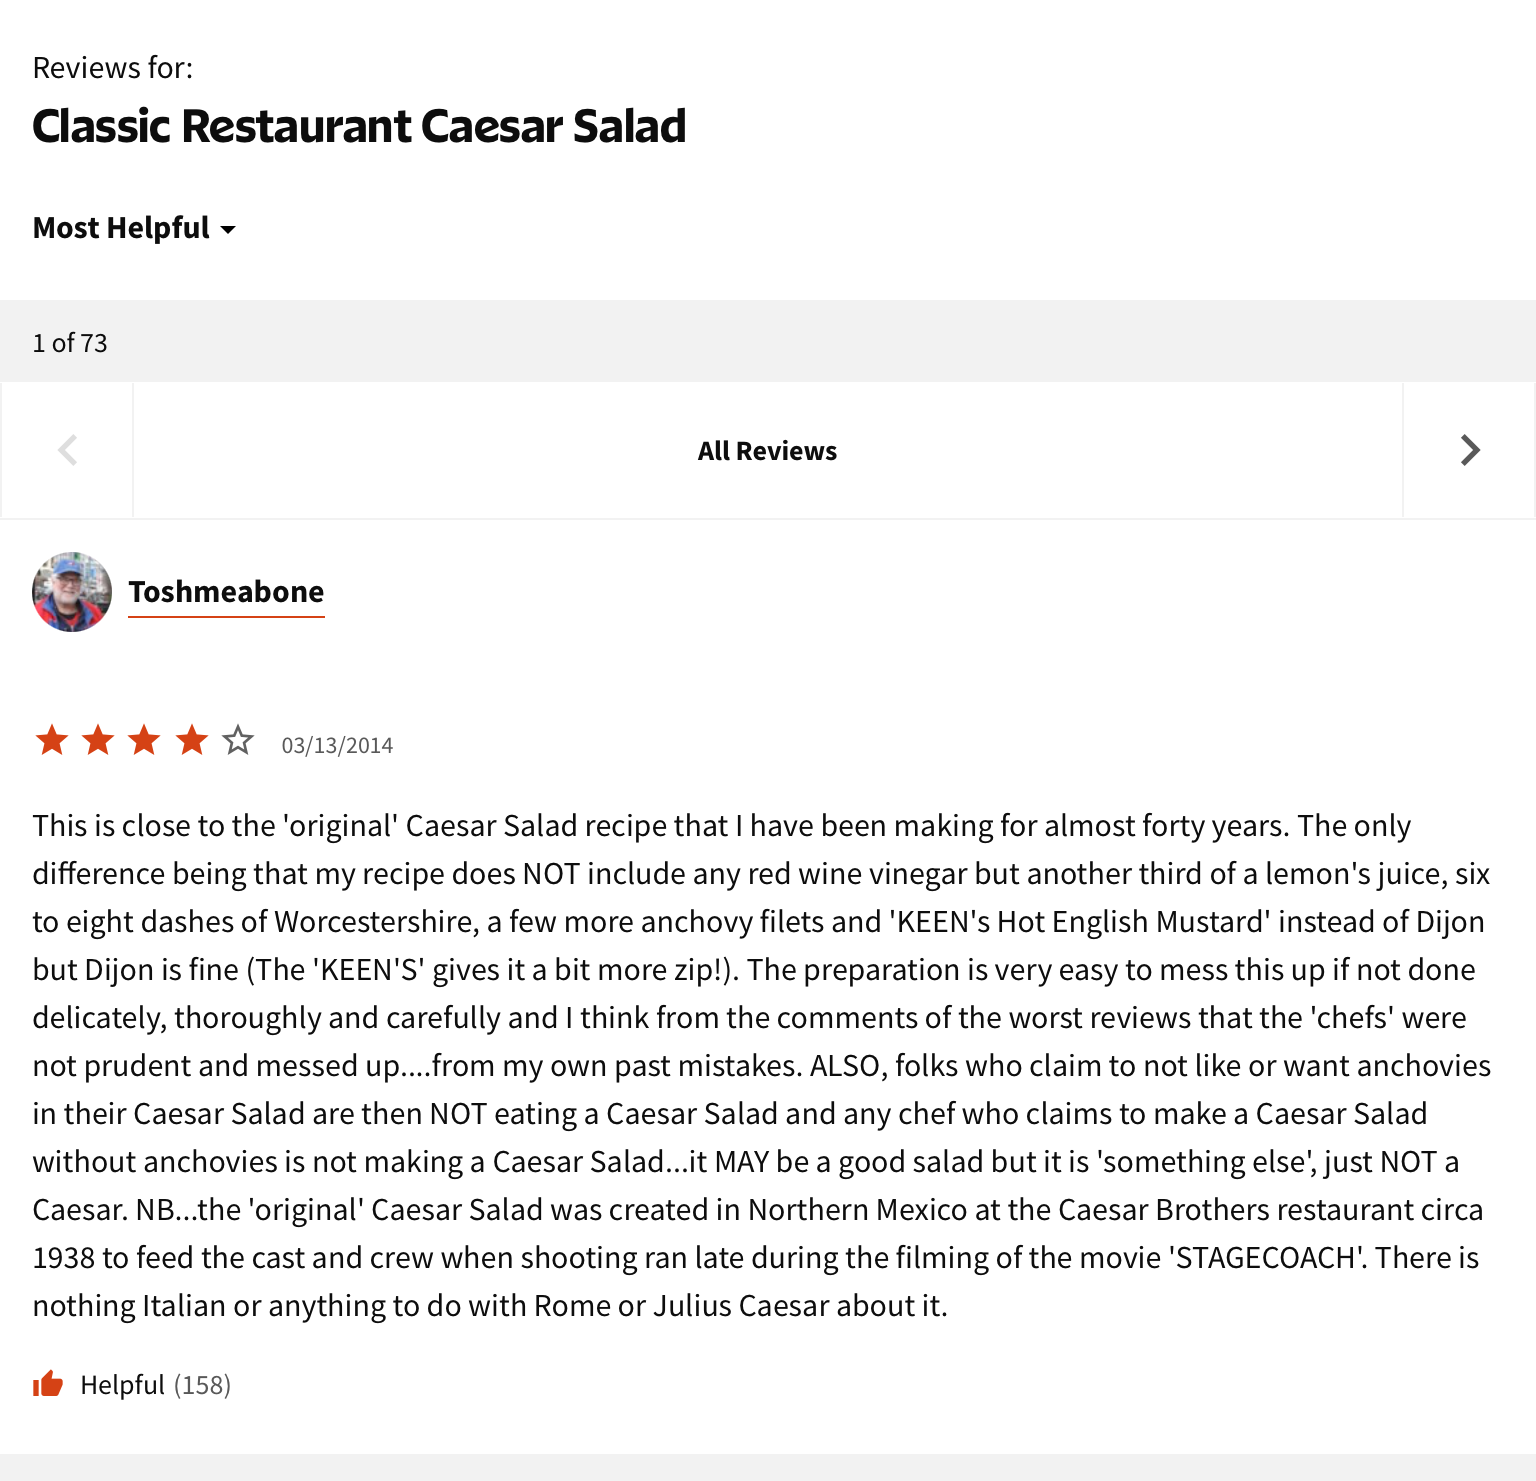 Reviews for:
Classic Restaurant Caesar Salad
Most Helpful
1 of 73
All Reviews
Toshmeabone
03/13/2014
This is close to the 'original' Caesar Salad recipe that I have been making for almost forty years. The only
difference being that my recipe does NOT include any red wine vinegar but another third of a lemon's juice, six
to eight dashes of Worcestershire, a few more anchovy filets and 'KEEN's Hot English Mustard' instead of Dijon
but Dijon is fine (The 'KEEN'S' gives it a bit more zip!). The preparation is very easy to mess this up if not done
delicately, thoroughly and carefully and I think from the comments of the worst reviews that the 'chefs' were
not prudent and messed up....from my own past mistakes. ALSO, folks who claim to not like or want anchovies
in their Caesar Salad are then NOT eating a Caesar Salad and any chef who claims to make a Caesar Salad
without anchovies is not making a Caesar Salad...it MAY be a good salad but it is 'something else', just NOT a
Caesar. NB...the 'original' Caesar Salad was created in Northern Mexico at the Caesar Brothers restaurant circa
1938 to feed the cast and crew when shooting ran late during the filming of the movie 'STAGECOACH'. There is
nothing Italian or anything to do with Rome or Julius Caesar about it.
Helpful (158)